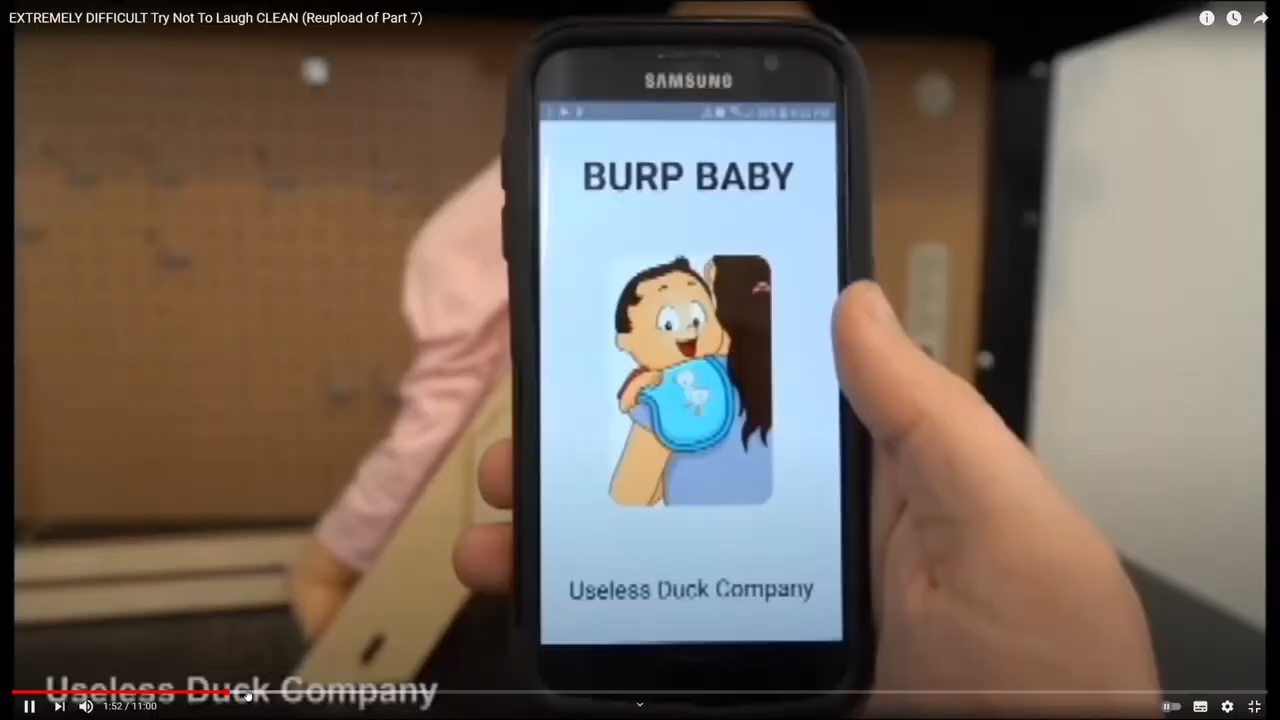 EXTREMELY DIFFICULT Try Not To Laugh CLEAN (Reupload of Part 7)
SAMSUNG
BURP BABY
Useless Duck Company
Useless Duck Company
1:52 / 11:00